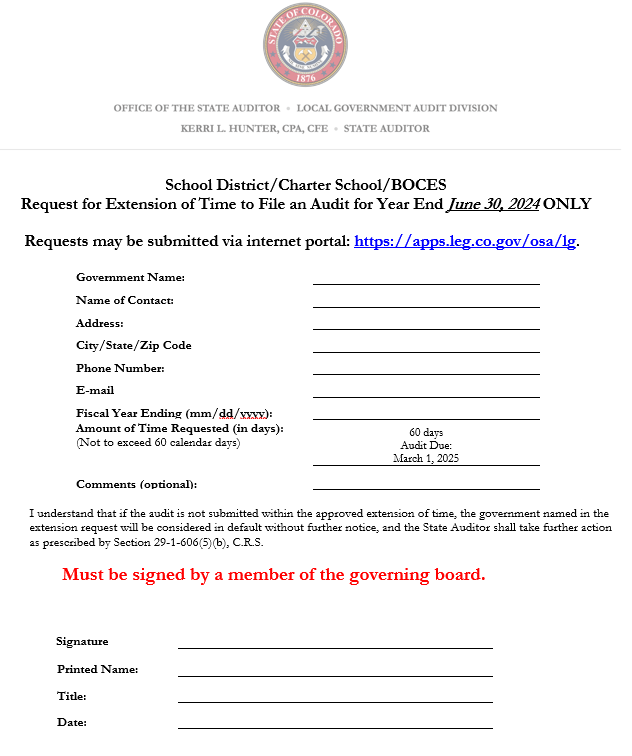 STATE OF COLORADO
1876
OFFICE OF THE STATE AUDITOR • LOCAL GOVERNMENT AUDIT DIVISION
KERRI L. HUNTER, CPA, CFE • STATE AUDITOR
School District/Charter School/BOCES
Request for Extension of Time to File an Audit for Year End June 30, 2024 ONLY
Requests may be submitted via internet portal: https://apps.leg.co.gov/osa/lg.
Government Name:
Name of Contact:
Address:
City/State/Zip Code
Phone Number:
E-mail
Fiscal Year Ending (mm/dd/yyyy):
Amount of Time Requested (in days):
(Not to exceed 60 calendar days)
60 days
Audit Due:
March 1, 2025
Comments (optional):
I understand that if the audit is not submitted within the approved extension of time, the government named in the
extension request will be considered in default without further notice, and the State Auditor shall take further action
as prescribed by Section 29-1-606(5)(b), C.R.S.
Must be signed by a member of the governing board.
Signature
Printed Name:
Title:
Date: